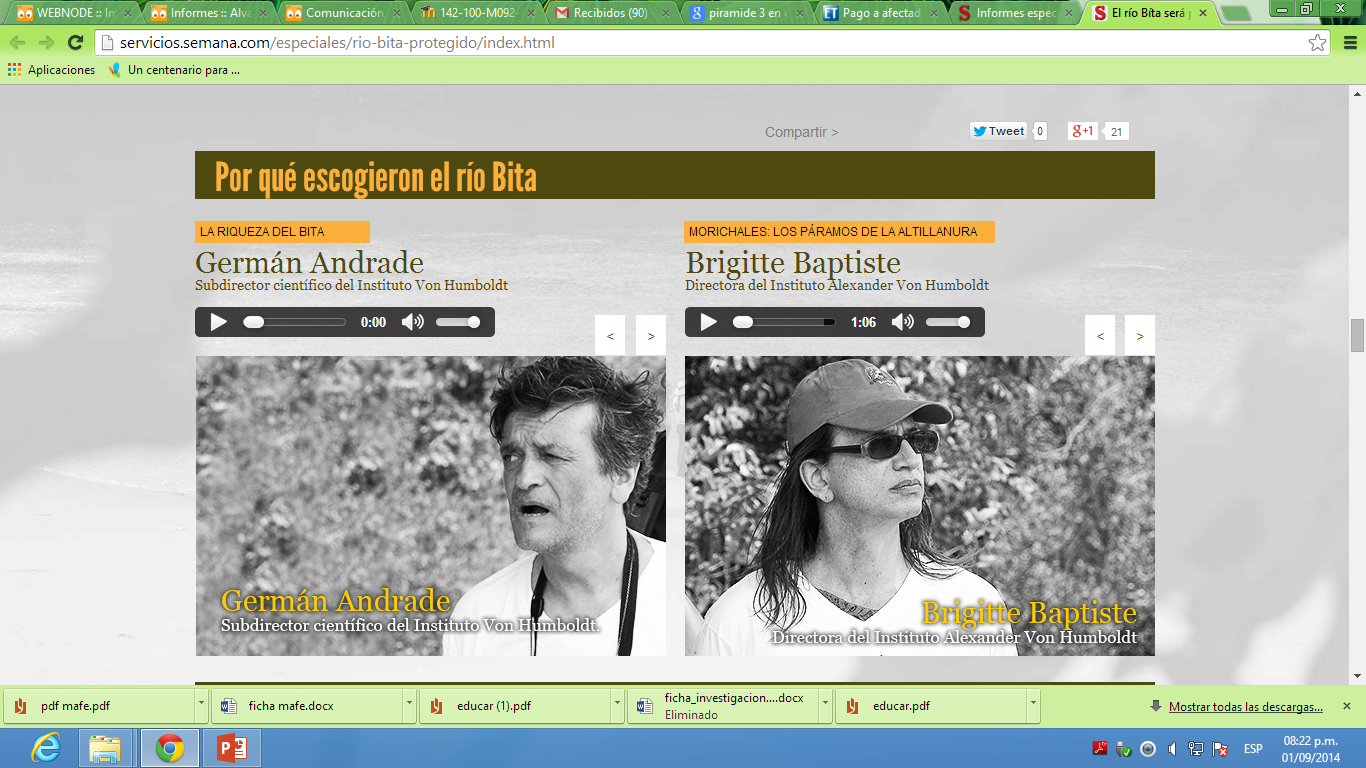 WEBNODE :: In
Informes :: Alva
Comunicación
142-100-M092-
Recibidos (90) -
piramide 3 en
Pago a afectad
Informes espec
El río Bita será p
servicios.semana.com/especiales/rio-bita-protegido/index.html
Aplicaciones
Un centenario para ...
Compartir >
Tweet
0
g+1
21
Por qué escogieron el río Bita
LA RIQUEZA DEL BITA
Germán Andrade
Subdirector científico del Instituto Von Humboldt
0:00
< >
MORICHALES: LOS PÁRAMOS DE LA ALTILLANURA
Brigitte Baptiste
Directora del Instituto Alexander Von Humboldt
1:06
< >
Germán Andrade
Subdirector científico del Instituto Von Humboldt.
Brigitte Baptiste
Directora del Instituto Alexander Von Humboldt
pdf mafe.pdf
ficha mafe.docx
educar (1).pdf
ficha_investigacion....docx
Eliminado
educar.pdf
Mostrar todas las descargas...
ESP
08:22 p.m.
01/09/2014